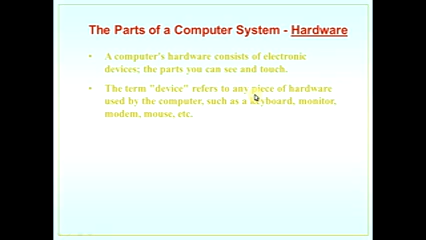 The Parts of a Computer System - Hardware
• A computer's hardware consists of electronic
devices; the parts you can see and touch.
• The term "device" refers to any piece of hardware
used by the computer, such as a keyboard, monitor,
modem, mouse, etc.